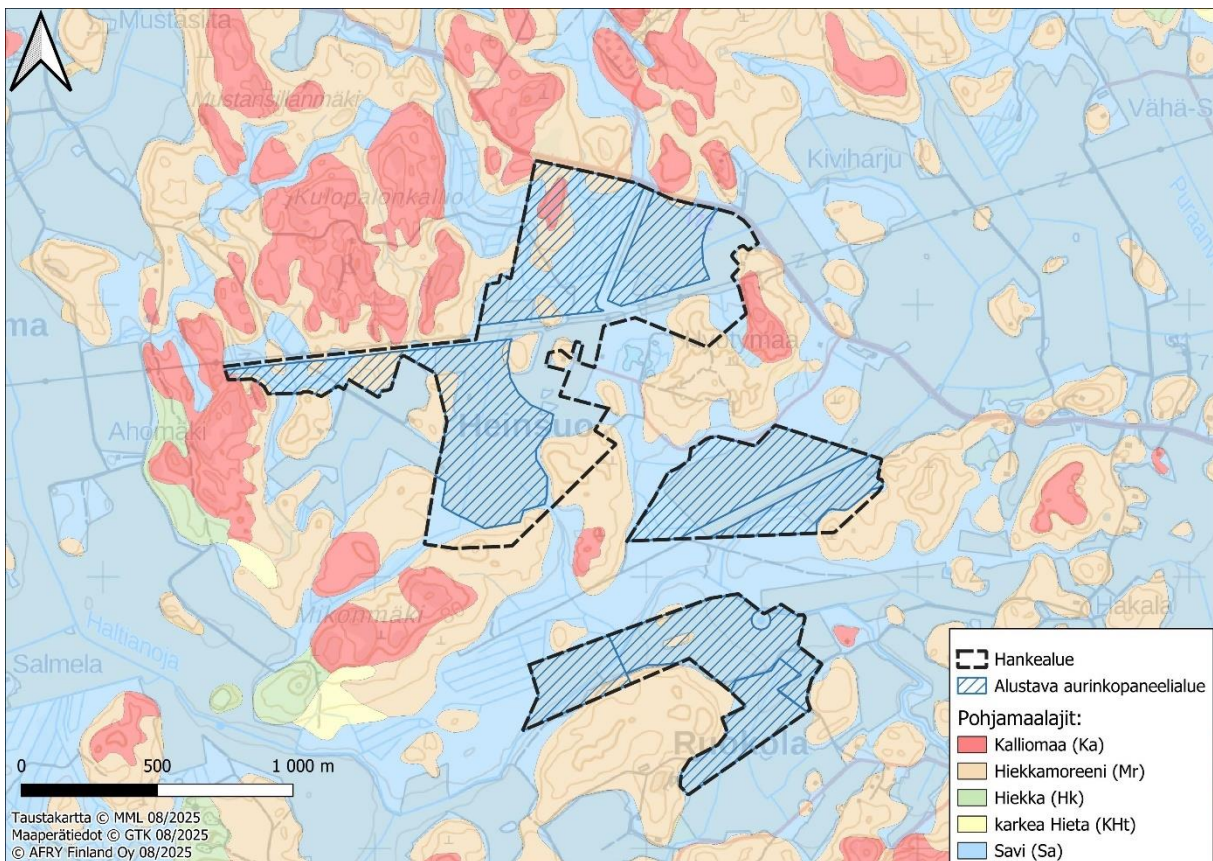 Mustasilta
Mustansillanmäki
Kulopalonkallio
Kiviharju
Vähä-S
ma
Ahomäki
Heinsuo
Mikonmäki
Haltianoja
Salmela
Ruokola
Hakala
Hankealue
Alustava aurinkopaneelialue
Pohjamaalajit:
Kalliomaa (Ka)
Hiekkamoreeni (Mr)
Hiekka (Hk)
karkea Hieta (KHt)
Savi (Sa)
0 500 1 000 m
Taustakartta © MML 08/2025
Maaperätiedot © GTK 08/2025
© AFRY Finland Oy 08/2025